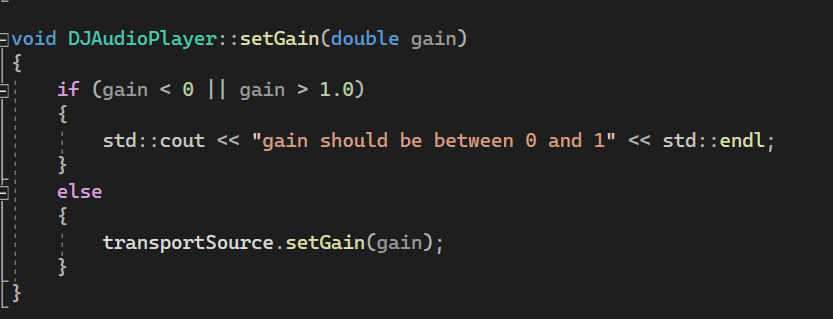 void DJAudioPlayer::setGain(double gain)
{
    if (gain < 0 || gain > 1.0)
    {
        std::cout << "gain should be between 0 and 1" << std::endl;
    }
    else
    {
        transportSource.setGain(gain);
    }
}